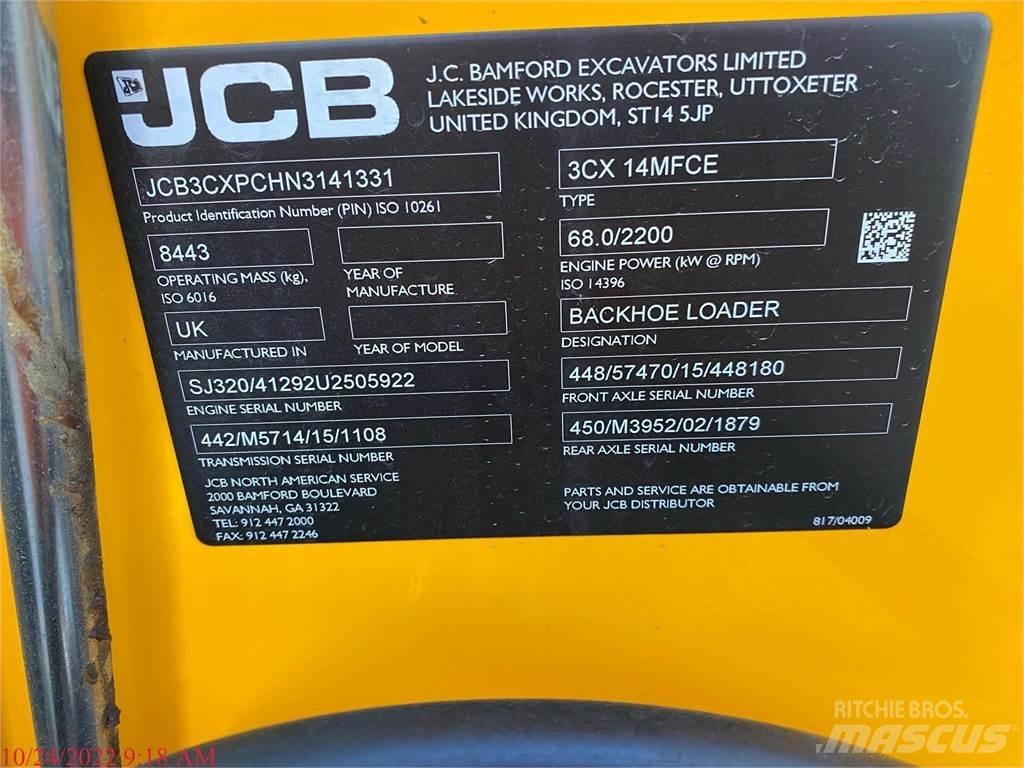 JCB
J.C. BAMFORD EXCAVATORS LIMITED
LAKESIDE WORKS, ROCESTER, UTTOXETER
UNITED KINGDOM, ST14 5JP
JCB3CXPCHN3141331
Product Identification Number (PIN) ISO 10261
3CX 14MFCE
TYPE
8443
OPERATING MASS (kg),
ISO 6016
YEAR OF
MANUFACTURE
68.0/2200
ENGINE POWER (kW @ RPM)
ISO 14396
UK
MANUFACTURED IN
YEAR OF MODEL
BACKHOE LOADER
DESIGNATION
SJ320/41292U2505922
ENGINE SERIAL NUMBER
448/57470/15/448180
FRONT AXLE SERIAL NUMBER
442/M5714/15/1108
TRANSMISSION SERIAL NUMBER
450/M3952/02/1879
REAR AXLE SERIAL NUMBER
JCB NORTH AMERICAN SERVICE
2000 BAMFORD BOULEVARD
SAVANNAH, GA 31322
TEL: 912 447 2000
FAX: 912 447 2246
PARTS AND SERVICE ARE OBTAINABLE FROM
YOUR JCB DISTRIBUTOR
817/04009
10/24/2022 9:18 AM
RITCHIE BROS.
MASCUS